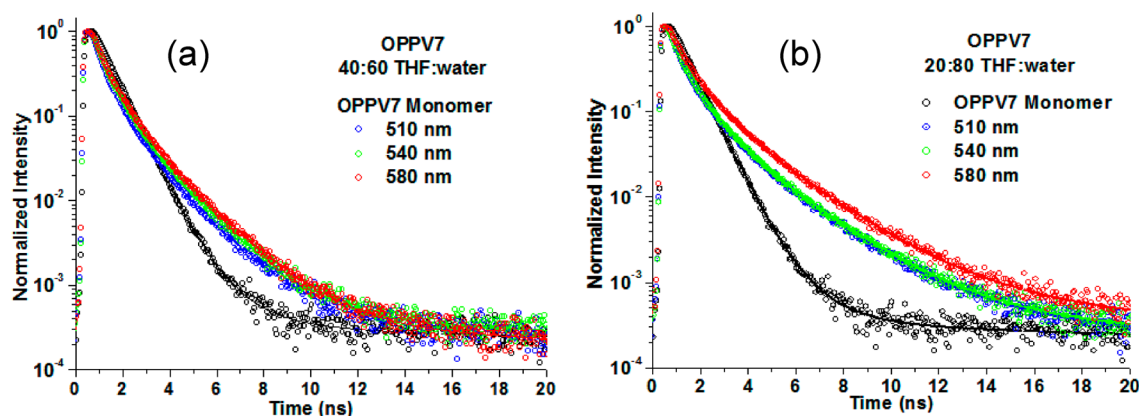 (a)
OPPV7
40:60 THF:water
OPPV7 Monomer
510 nm
540 nm
580 nm
Normalized Intensity
10^0
10^-1
10^-2
10^-3
10^-4
0 2 4 6 8 10 12 14 16 18 20
Time (ns)
(b)
OPPV7
20:80 THF:water
OPPV7 Monomer
510 nm
540 nm
580 nm
Normalized Intensity
10^0
10^-1
10^-2
10^-3
10^-4
0 2 4 6 8 10 12 14 16 18 20
Time (ns)